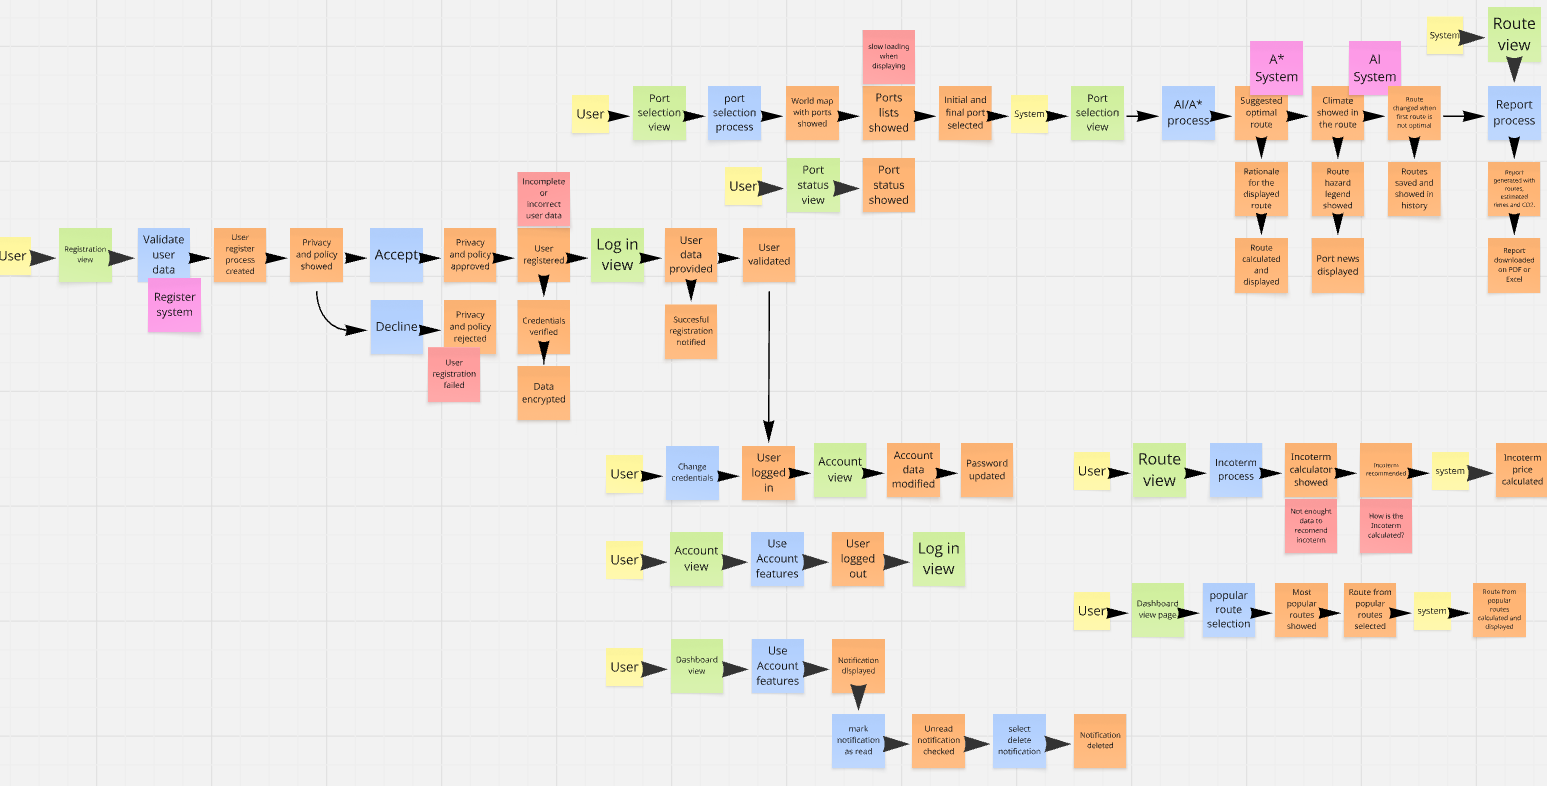 System
Route
view
slow loading
when
displaying
A*
System
AI
System
User
Port
selection
view
port
selection
process
World map
with ports
showed
Ports
lists
showed
Initial and
final port
selected
System
Port
selection
view
AI/A*
process
Suggested
optimal
route
Climate
showed in
the route
Route
changed when
first route is
not optimal
Report
process
User
Port
status
view
Port
status
showed
Rationale
for the
displayed
route
Route
hazard
legend
showed
Routes
saved and
showed in
history
Report
generated with
routes,
estimated
times and CO2.
Incomplete
or
incorrect
user data
User
Registration
view
Validate
user
data
Register
system
User
register
process
created
Privacy
and policy
showed
Accept
Privacy
and policy
approved
User
registered
Log in
view
User
data
provided
User
validated
Route
calculated
and
displayed
Port news
displayed
Report
downloaded
on PDF or
Excel
Decline
Privacy
and policy
rejected
User
registration
failed
Credentials
verified
Succesful
registration
notified
Data
encrypted
User
Change
credentials
User
logged
in
Account
view
Account
data
modified
Password
updated
User
Route
view
Incoterm
process
Incoterm
calculator
showed
Incoterm
recommended
system
Incoterm
price
calculated
Not enought
data to
recomend
incoterm
How is the
Incoterm
calculated?
User
Account
view
Use
Account
features
User
logged
out
Log in
view
User
Dashboard
view page
popular
route
selection
Most
popular
routes
showed
Route from
popular
routes
selected
system
Route from
popular
routes
calculated and
displayed
User
Dashboard
view
Use
Account
features
Notification
displayed
mark
notification
as read
Unread
notification
checked
select
delete
notification
Notification
deleted